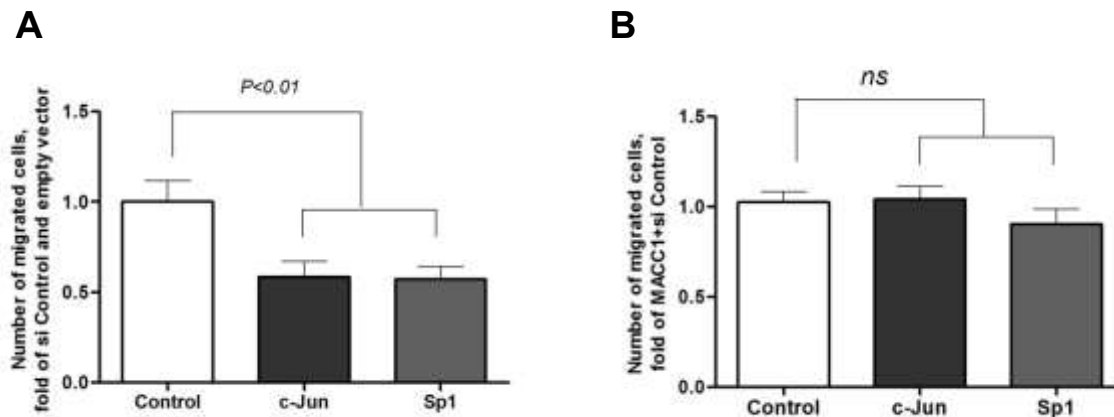 A
Number of migrated cells,
fold of si Control and empty vector
P<0.01
1.5
1.0
0.5
0.0
Control c-Jun Sp1
B
Number of migrated cells,
fold of MACC1+si Control
ns
1.5
1.0
0.5
0.0
Control c-Jun Sp1